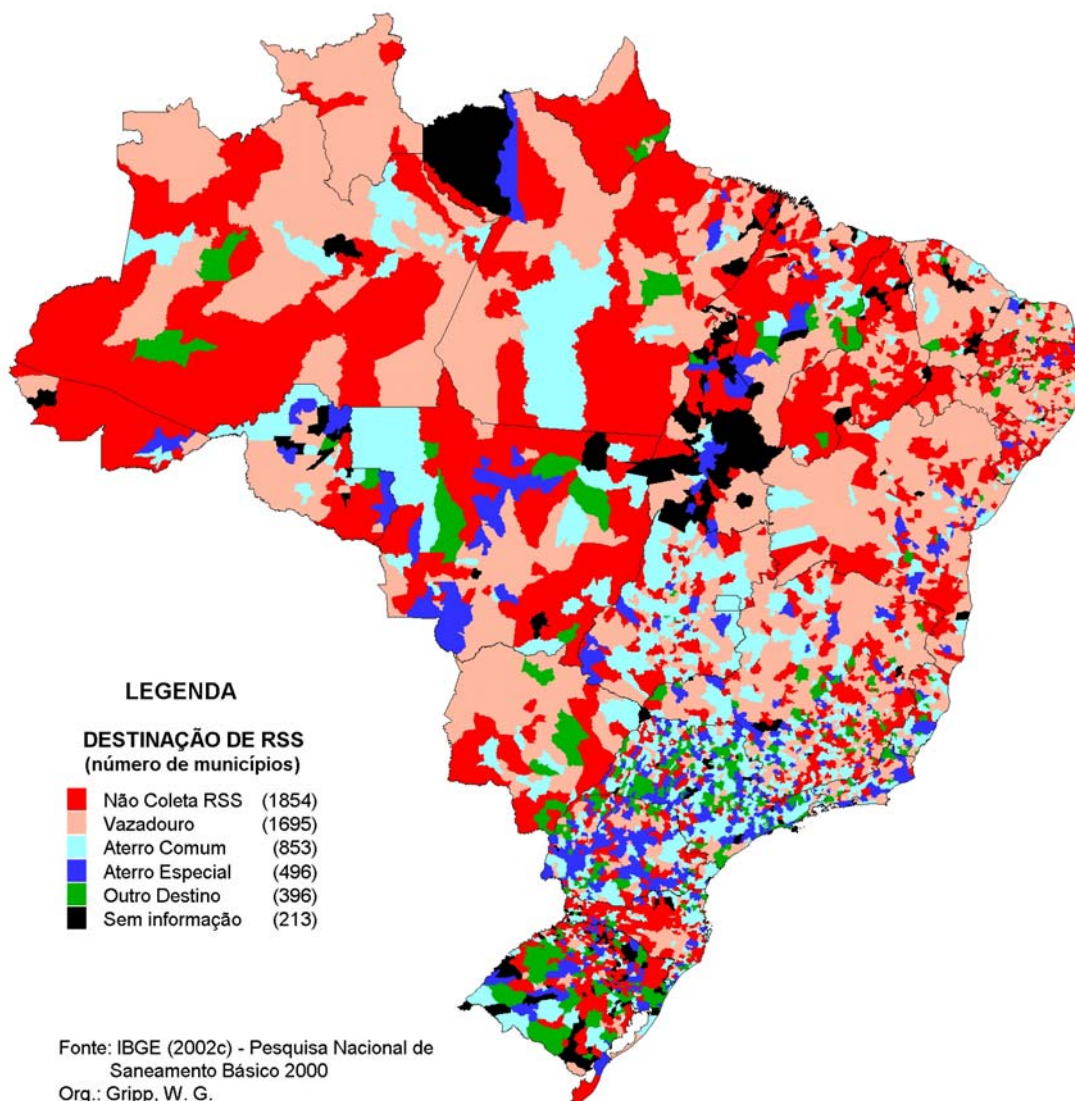 LEGENDA
DESTINAÇÃO DE RSS
(número de municípios)
Não Coleta RSS (1854)
Vazadouro (1695)
Aterro Comum (853)
Aterro Especial (496)
Outro Destino (396)
Sem informação (213)
Fonte: IBGE (2002c) - Pesquisa Nacional de
Saneamento Básico 2000
Org.: Gripp, W. G.